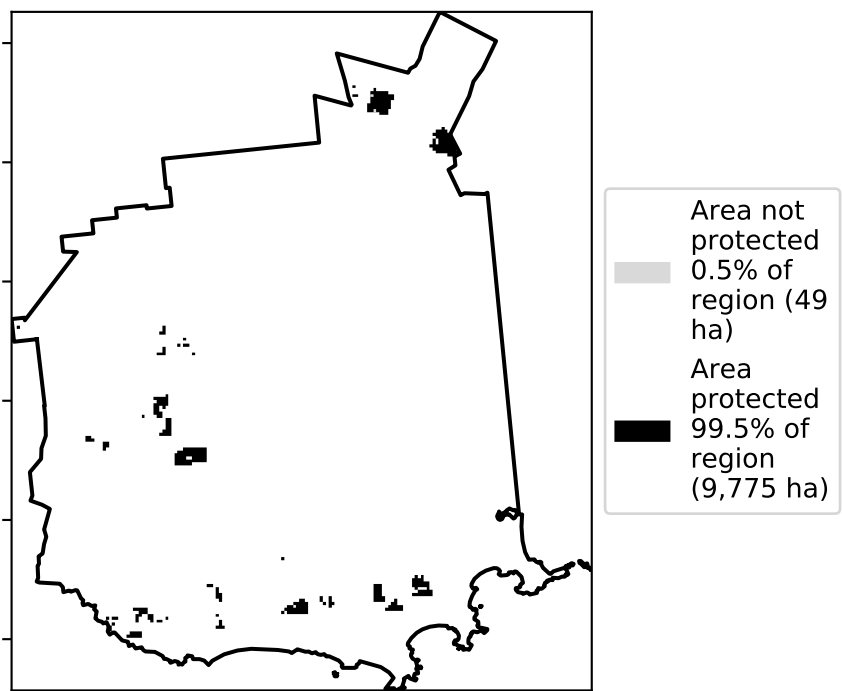 Area not
protected
0.5% of
region (49
ha)
Area
protected
99.5% of
region
(9,775 ha)